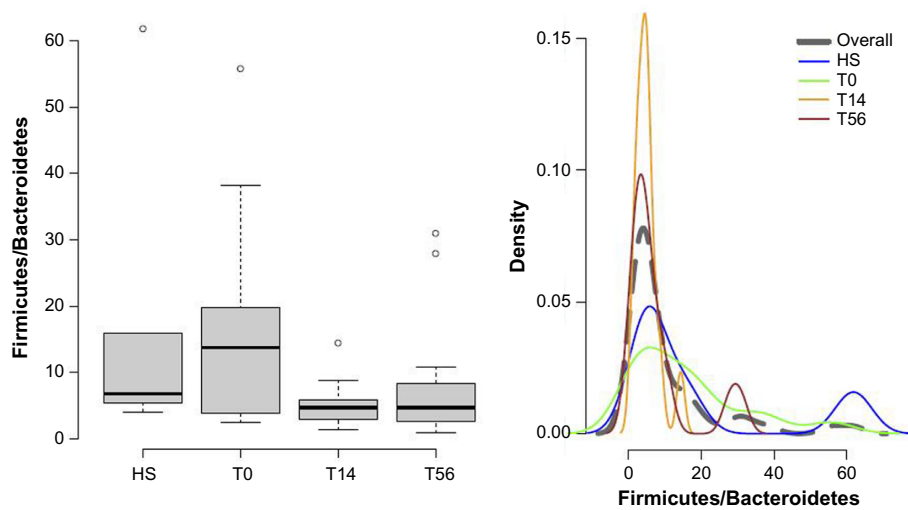 Firmicutes/Bacteroidetes
60
50
40
30
20
10
0
HS T0 T14 T56
Density
0.15
0.10
0.05
0.00
0 20 40 60
Firmicutes/Bacteroidetes
Overall
HS
T0
T14
T56